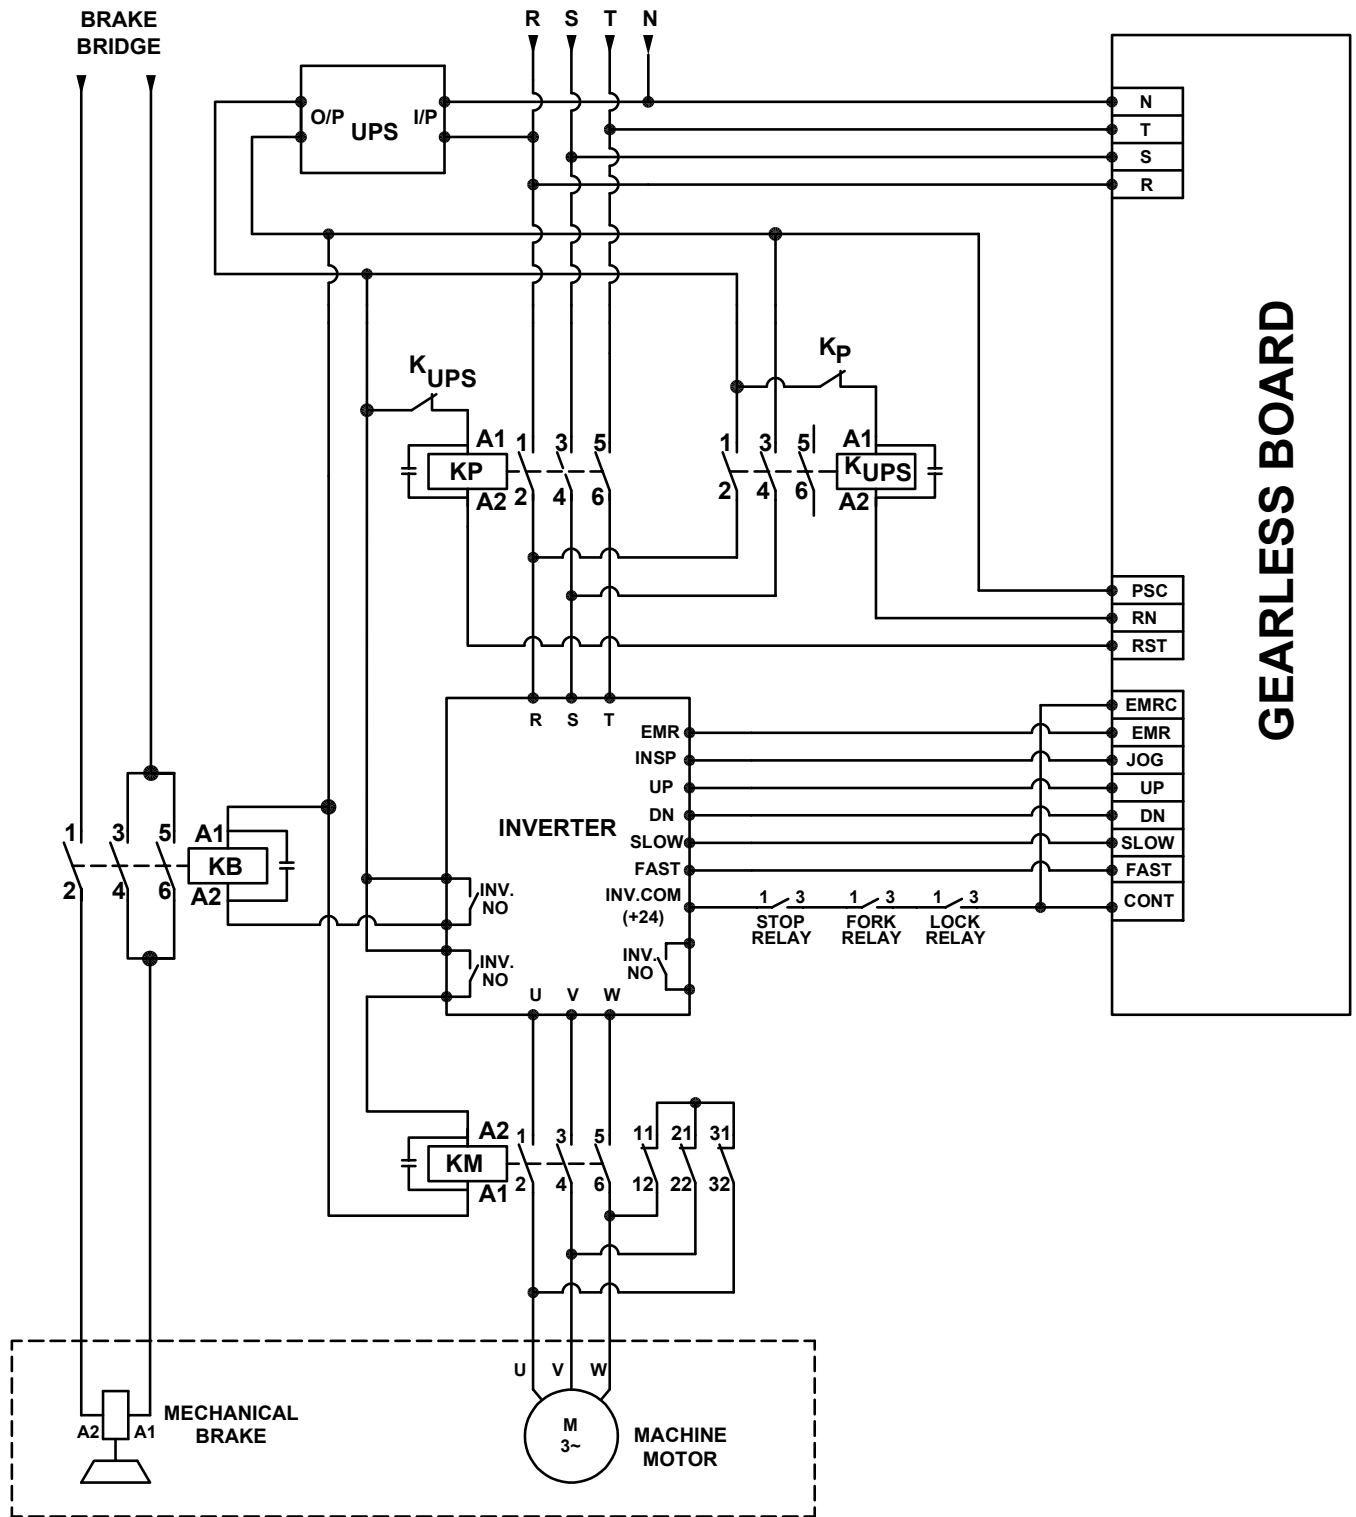 BRAKE
BRIDGE
R S T N
O/P UPS I/P
N
T
S
R
GEARLESS BOARD
KUPS
KP
A1 1 3 5
KP
A2 2 4 6
1 3 5 A1
KUPS
2 4 6 A2
PSC
RN
RST
R S T
EMR
INSP
UP
DN
SLOW
FAST
INV.COM
(+24)
INVERTER
EMRC
EMR
JOG
UP
DN
SLOW
FAST
CONT
1 3
STOP
RELAY
1 3
FORK
RELAY
1 3
LOCK
RELAY
1 3 5 A1
KB
2 4 6 A2
INV.
NO
INV.
NO
INV.
NO
U V W
A2 1 3 5 11 21 31
KM
A1 2 4 6 12 22 32
U V W
A2 A1
MECHANICAL
BRAKE
M
3~
MACHINE
MOTOR